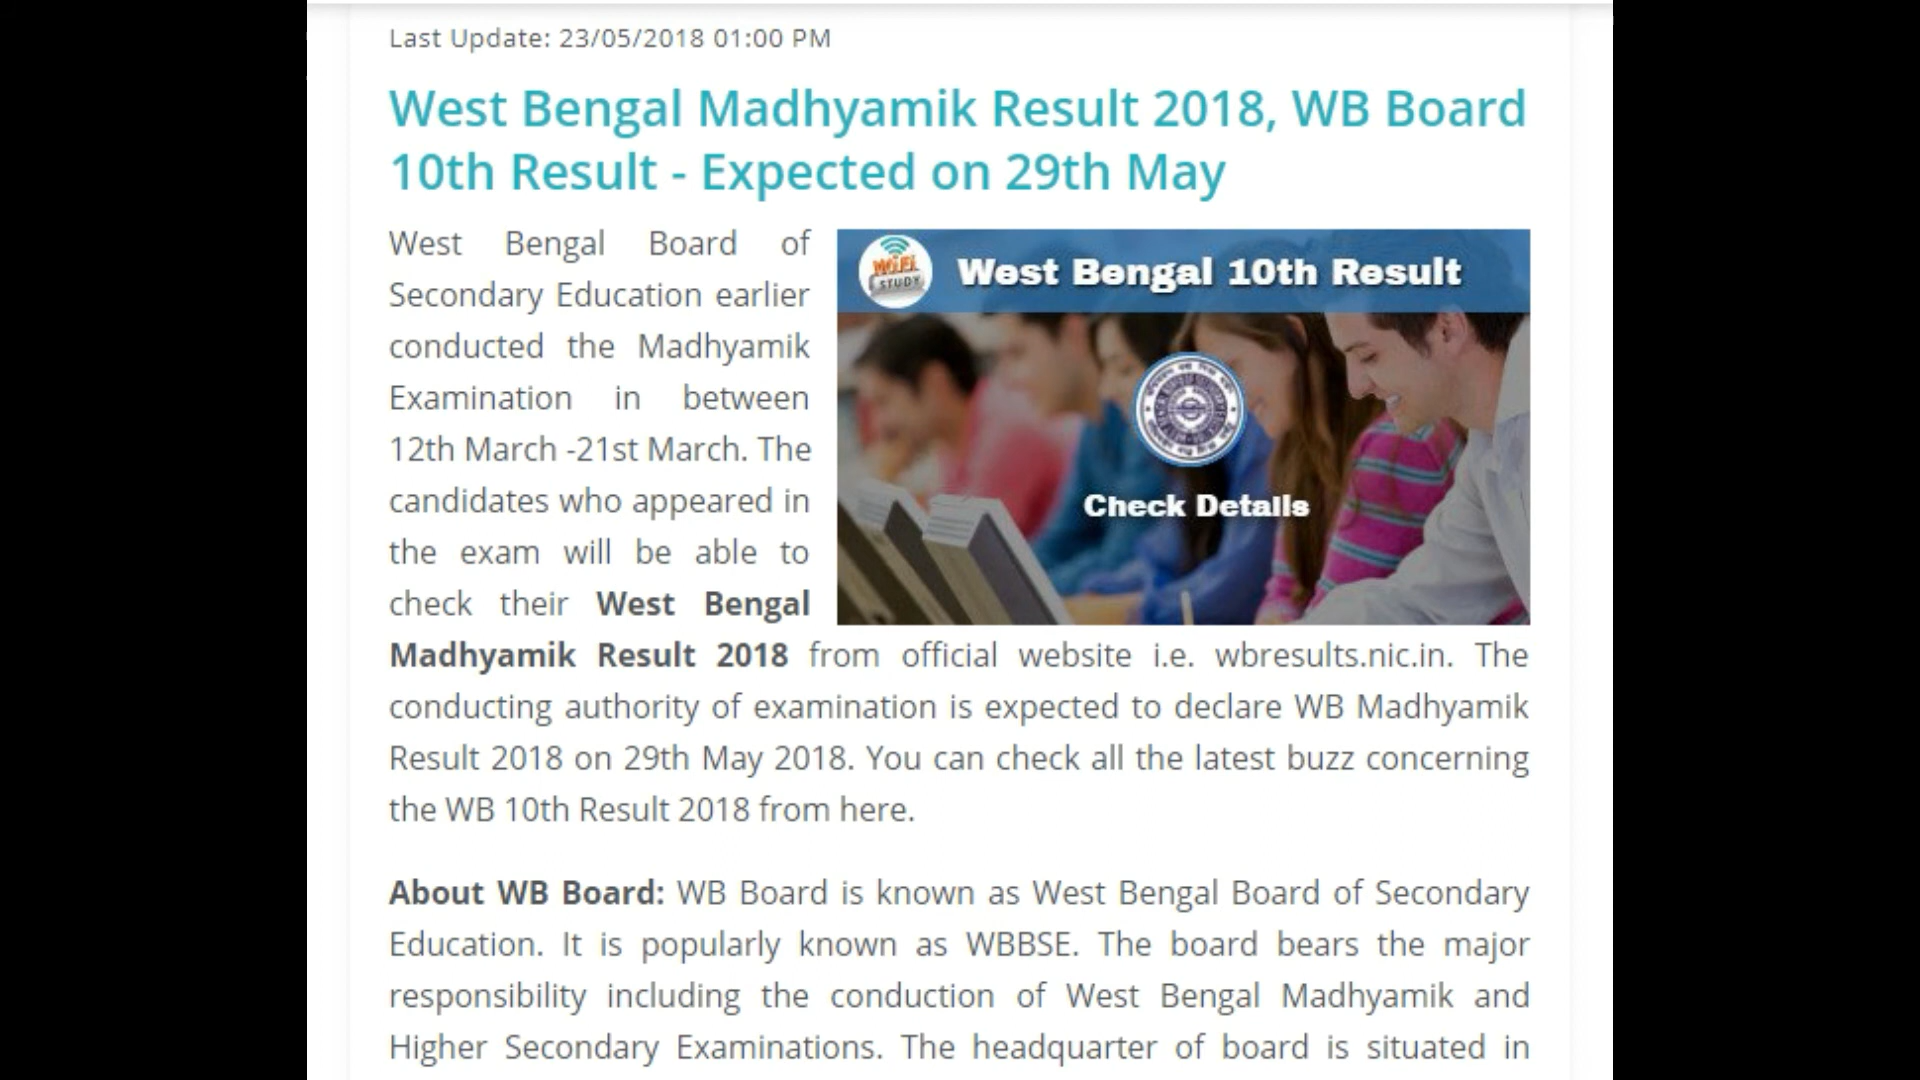 Last Update: 23/05/2018 01:00 PM
West Bengal Madhyamik Result 2018, WB Board
10th Result - Expected on 29th May
West Bengal Board of
Secondary Education earlier
conducted the Madhyamik
Examination in between
12th March -21st March. The
candidates who appeared in
the exam will be able to
check their West Bengal
STUDY
West Bengal 10th Result
Check Details
Madhyamik Result 2018 from official website i.e. wbresults.nic.in. The
conducting authority of examination is expected to declare WB Madhyamik
Result 2018 on 29th May 2018. You can check all the latest buzz concerning
the WB 10th Result 2018 from here.
About WB Board: WB Board is known as West Bengal Board of Secondary
Education. It is popularly known as WBBSE. The board bears the major
responsibility including the conduction of West Bengal Madhyamik and
Higher Secondary Examinations. The headquarter of board is situated in